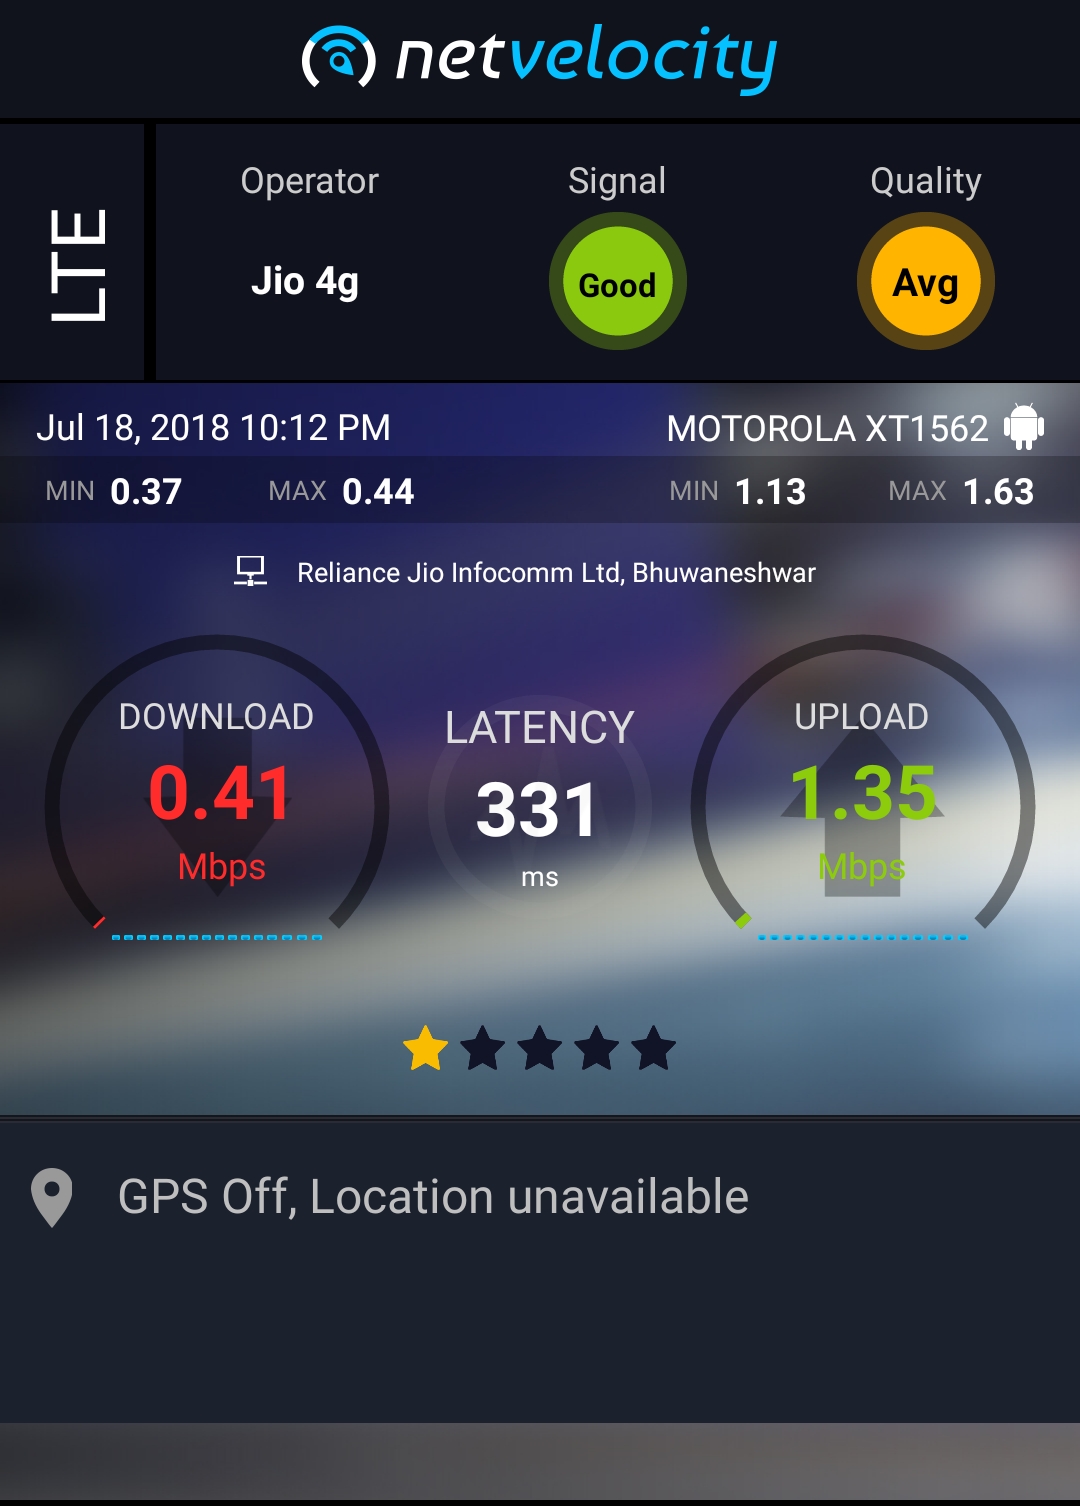 netvelocity
LTE
Operator Signal Quality
Jio 4g Good Avg
Jul 18, 2018 10:12 PM MOTOROLA XT1562
MIN 0.37 MAX 0.44 MIN 1.13 MAX 1.63
Reliance Jio Infocomm Ltd, Bhuwaneshwar
DOWNLOAD LATENCY UPLOAD
0.41 331 1.35
Mbps ms Mbps
GPS Off, Location unavailable